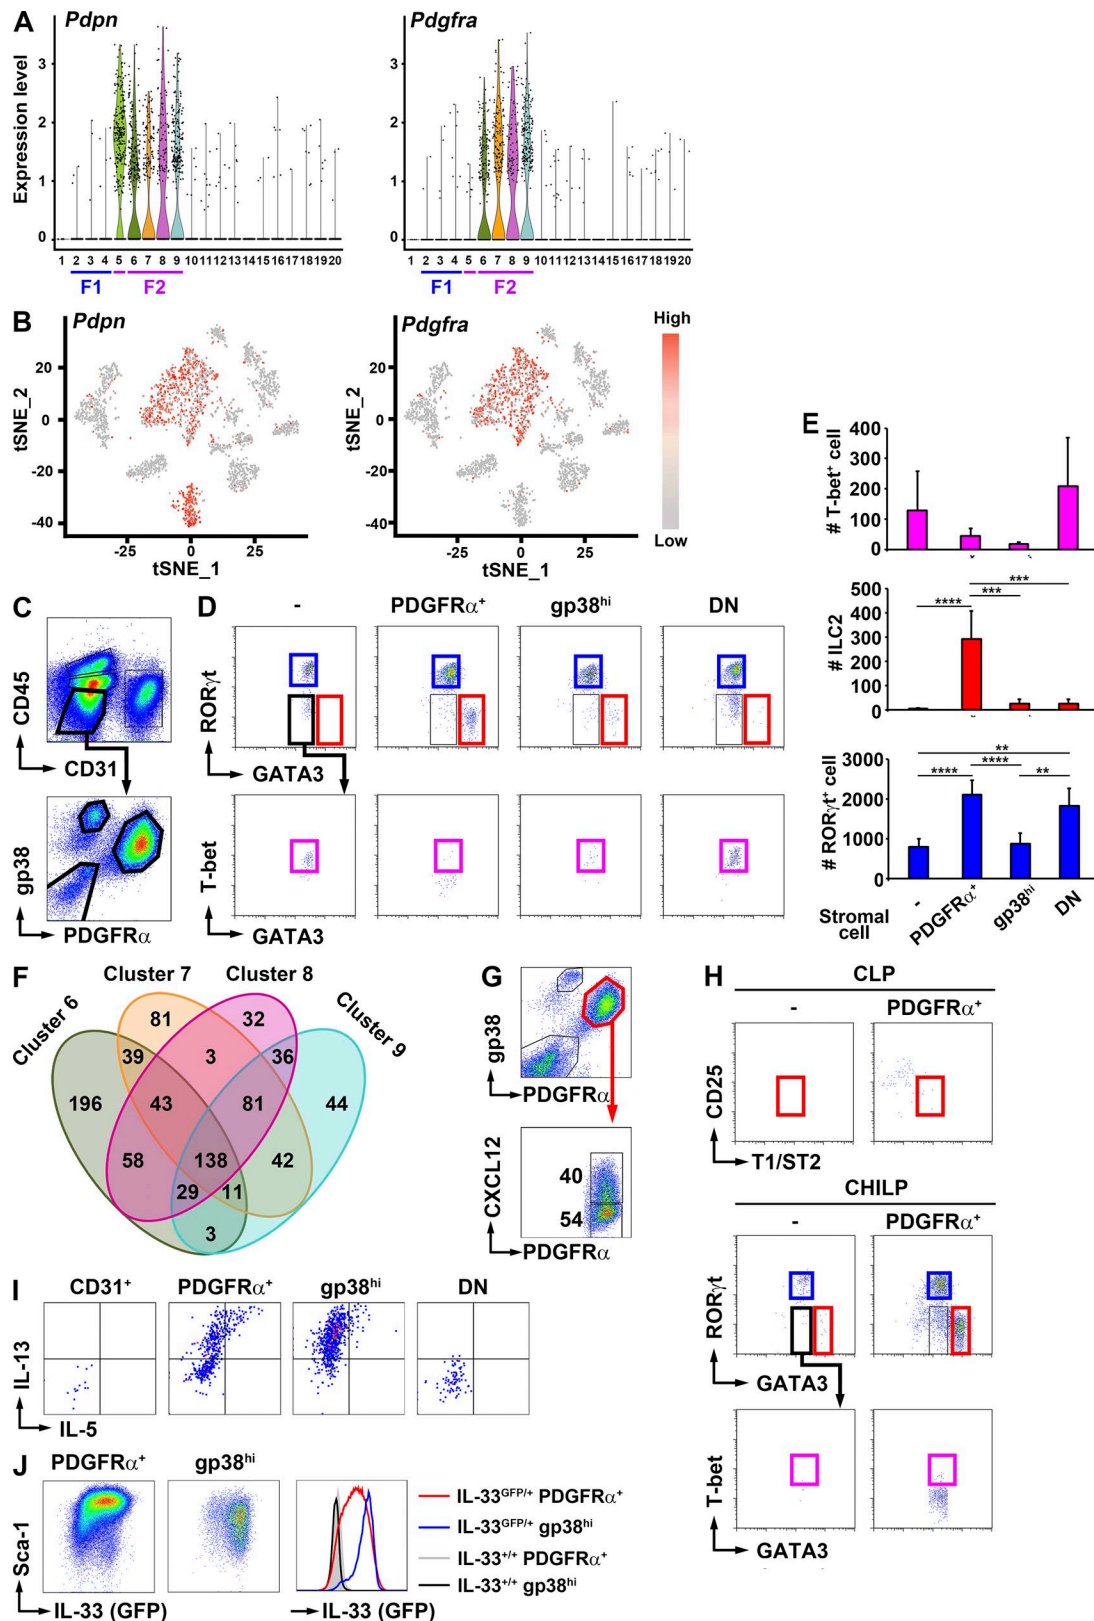 A
Pdpn
Pdgfra
Expression level
3
2
1
0
1 2 3 4 5 6 7 8 9 10 11 12 13 14 15 16 17 18 19 20
F1
F2
3
2
1
0
1 2 3 4 5 6 7 8 9 10 11 12 13 14 15 16 17 18 19 20
F1
F2
B
Pdpn
Pdgfra
High
Low
tSNE_2
20
0
-20
-40
-25 0 25
tSNE_1
tSNE_2
20
0
-20
-40
-25 0 25
tSNE_1
C
CD45
CD31
gp38
PDGFRα
D
-
PDGFRα⁺
gp38ʰⁱ
DN
RORγt
GATA3
T-bet
GATA3
E
# T-bet⁺ cell
400
300
200
100
0
# ILC2
500
400
300
200
100
0
****
***
***
# RORγt⁺ cell
3000
2000
1000
0
**
****
****
**
Stromal cell
-
PDGFRα⁺
gp38ʰⁱ
DN
F
Cluster 6
Cluster 7
Cluster 8
Cluster 9
81
32
39
3
36
196
43
81
44
58
138
42
29
11
3
G
gp38
PDGFRα
CXCL12
40
54
PDGFRα
H
CLP
-
PDGFRα⁺
CD25
T1/ST2
CHILP
-
PDGFRα⁺
RORγt
GATA3
T-bet
GATA3
I
CD31⁺
PDGFRα⁺
gp38ʰⁱ
DN
IL-13
IL-5
J
PDGFRα⁺
gp38ʰⁱ
Sca-1
IL-33 (GFP)
IL-33 (GFP)
IL-33ᴳᶠᴾ/⁺ PDGFRα⁺
IL-33ᴳᶠᴾ/⁺ gp38ʰⁱ
IL-33⁺/⁺ PDGFRα⁺
IL-33⁺/⁺ gp38ʰⁱ